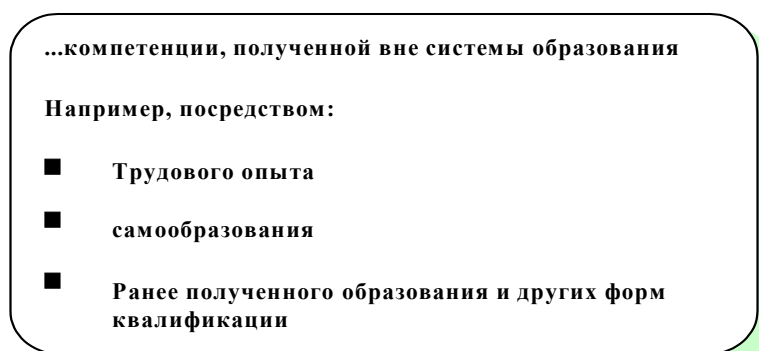 ...компетенции, полученной вне системы образования
Например, посредством:
■ Трудового опыта
■ самообразования
■ Ранее полученного образования и других форм
квалификации